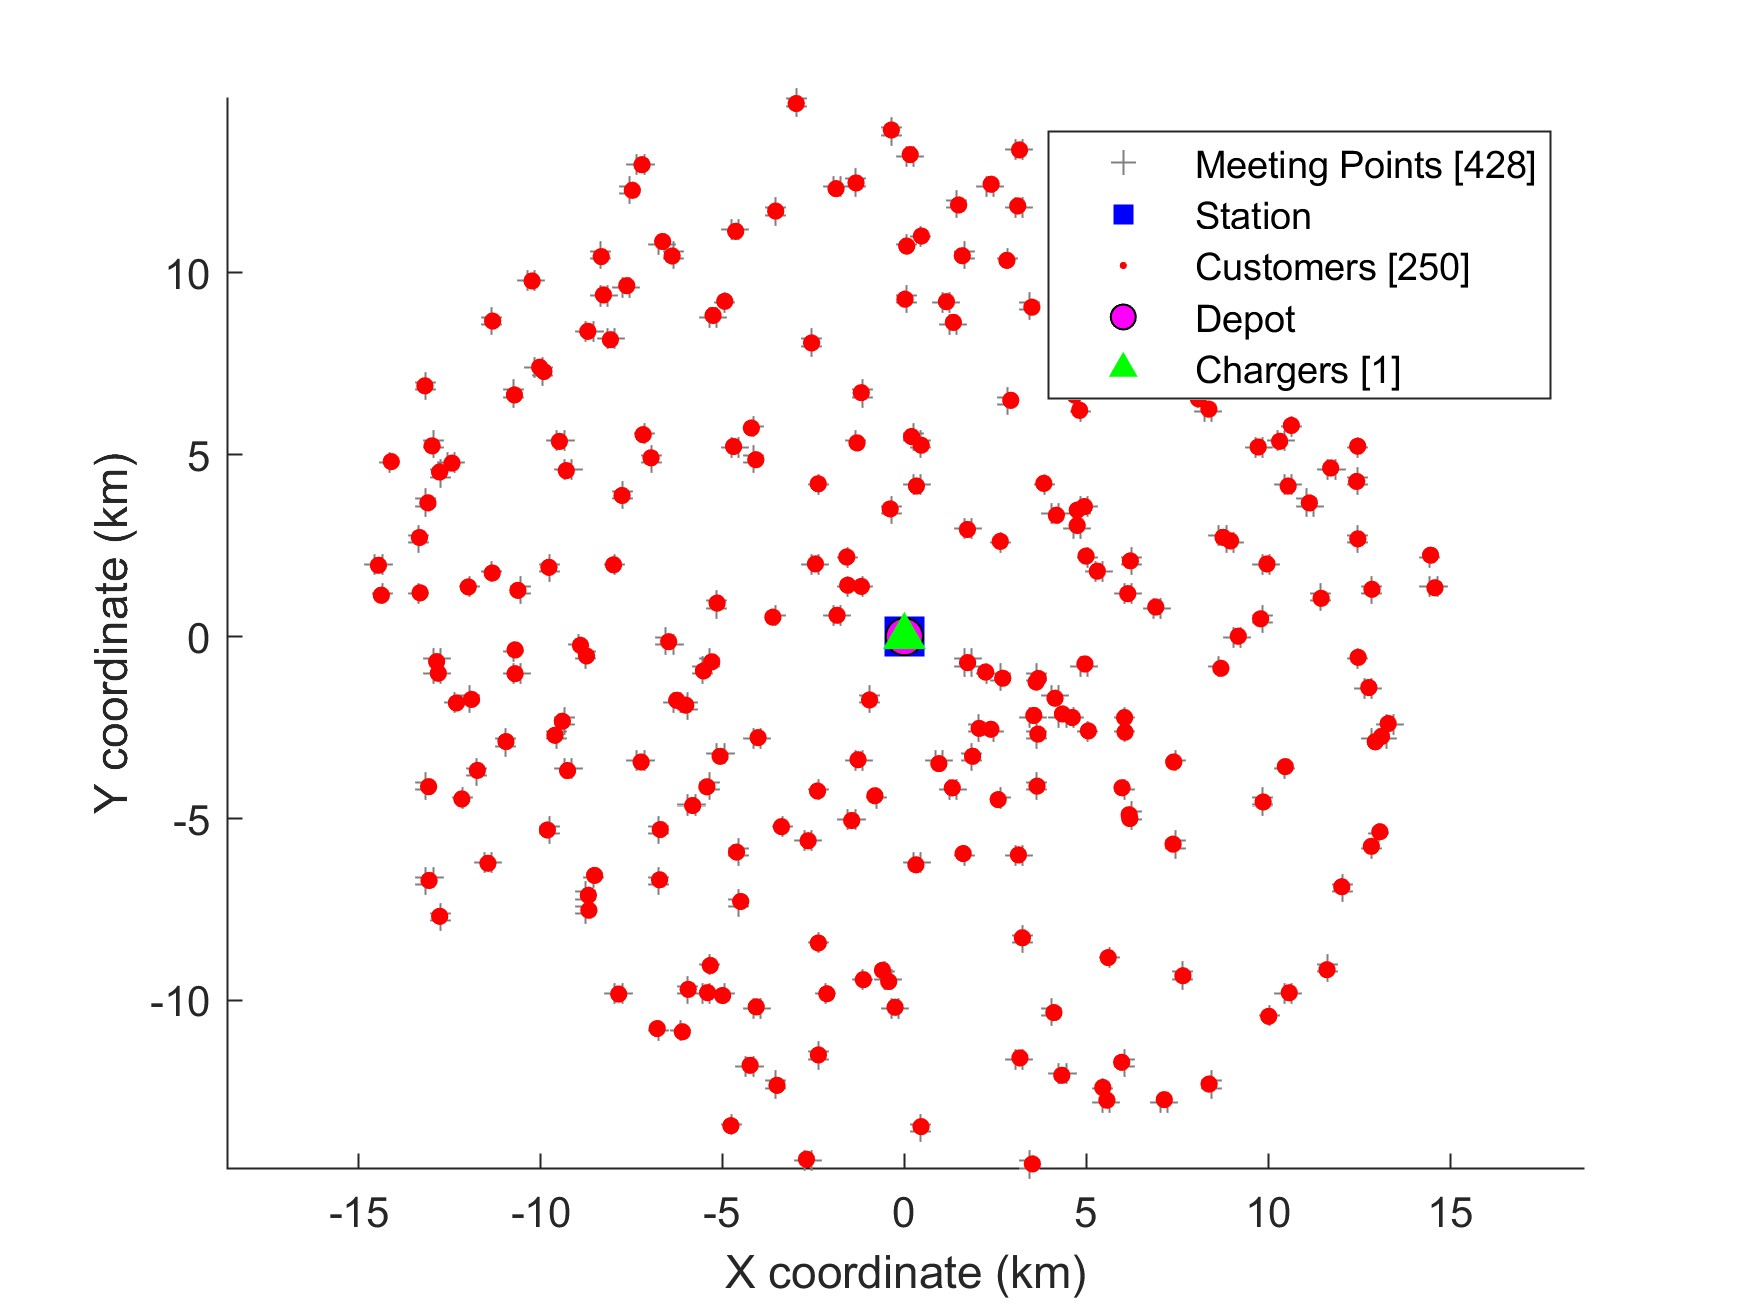 Meeting Points [428]
Station
Customers [250]
Depot
Chargers [1]
10
5
0
-5
-10
Y coordinate (km)
-15 -10 -5 0 5 10 15
X coordinate (km)